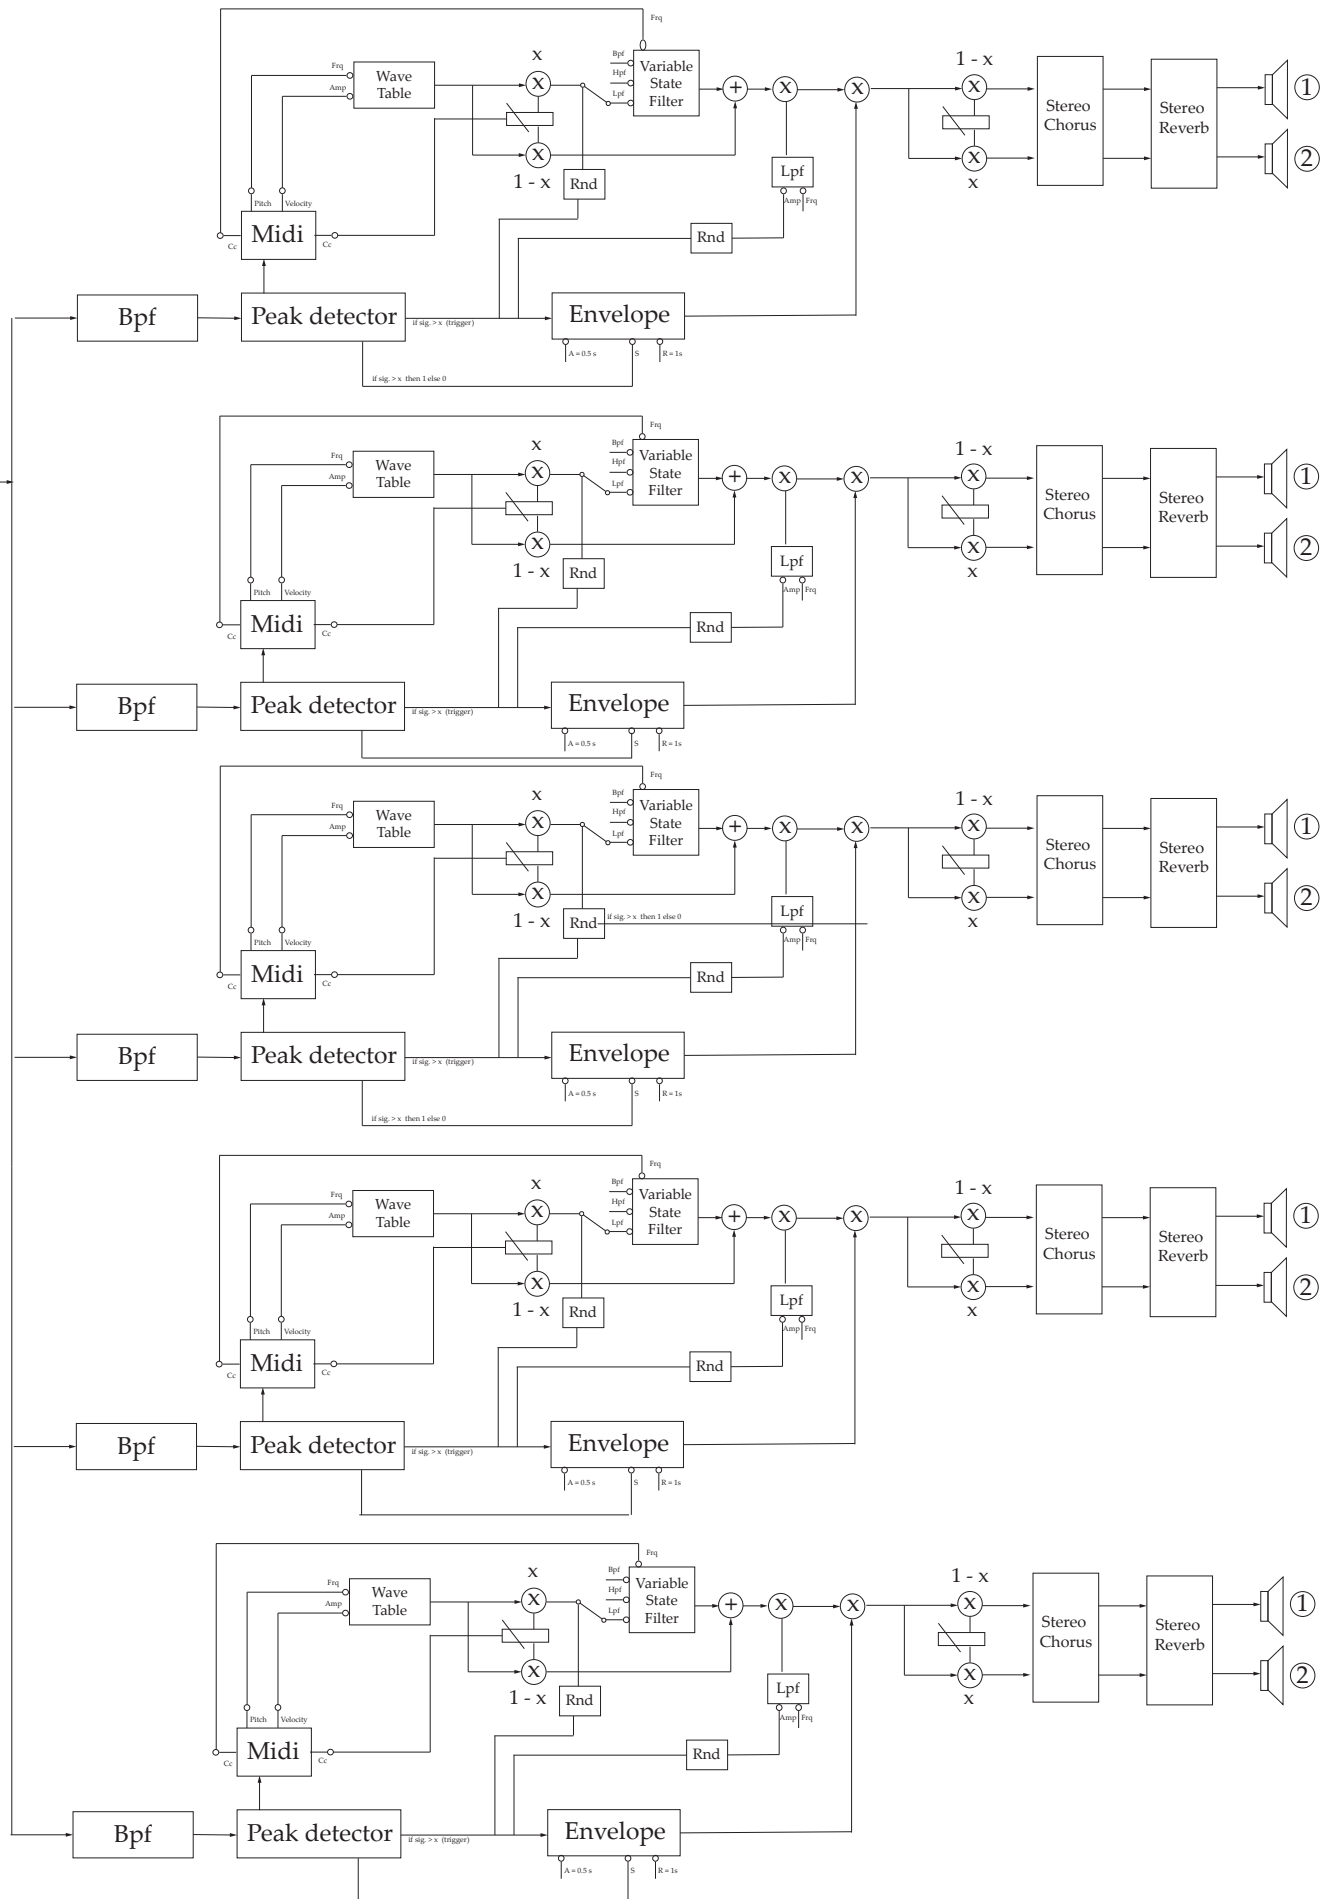 Frq
x
1 - x
Bpf
Variable
Hpf
State
Lpf
Filter
Frq
Wave
Amp
Table
X
+
X
X
X
Stereo
Chorus
Stereo
Reverb
1
X
X
2
1 - x
Rnd
Lpf
x
Pitch
Velocity
Amp
Frq
Cc
Midi
Cc
Rnd
Bpf
Peak detector
if sig. > x (trigger)
Envelope
A = 0.5 s
S
R = 1s
if sig. > x then 1 else 0
Frq
x
1 - x
Bpf
Variable
Hpf
State
Lpf
Filter
Frq
Wave
Amp
Table
X
+
X
X
X
Stereo
Chorus
Stereo
Reverb
1
X
X
2
1 - x
Rnd
Lpf
x
Pitch
Velocity
Amp
Frq
Cc
Midi
Cc
Rnd
Bpf
Peak detector
if sig. > x (trigger)
Envelope
A = 0.5 s
S
R = 1s
Frq
x
1 - x
Bpf
Variable
Hpf
State
Lpf
Filter
Frq
Wave
Amp
Table
X
+
X
X
X
Stereo
Chorus
Stereo
Reverb
1
X
X
2
1 - x
Rnd
if sig. > x then 1 else 0
Lpf
x
Pitch
Velocity
Amp
Frq
Cc
Midi
Cc
Rnd
Bpf
Peak detector
if sig. > x (trigger)
Envelope
A = 0.5 s
S
R = 1s
if sig. > x then 1 else 0
Frq
x
1 - x
Bpf
Variable
Hpf
State
Lpf
Filter
Frq
Wave
Amp
Table
X
+
X
X
X
Stereo
Chorus
Stereo
Reverb
1
X
X
2
1 - x
Rnd
Lpf
x
Pitch
Velocity
Amp
Frq
Cc
Midi
Cc
Rnd
Bpf
Peak detector
if sig. > x (trigger)
Envelope
A = 0.5 s
S
R = 1s
Frq
x
1 - x
Bpf
Variable
Hpf
State
Lpf
Filter
Frq
Wave
Amp
Table
X
+
X
X
X
Stereo
Chorus
Stereo
Reverb
1
X
X
2
1 - x
Rnd
Lpf
x
Pitch
Velocity
Amp
Frq
Cc
Midi
Cc
Rnd
Bpf
Peak detector
if sig. > x (trigger)
Envelope
A = 0.5 s
S
R = 1s